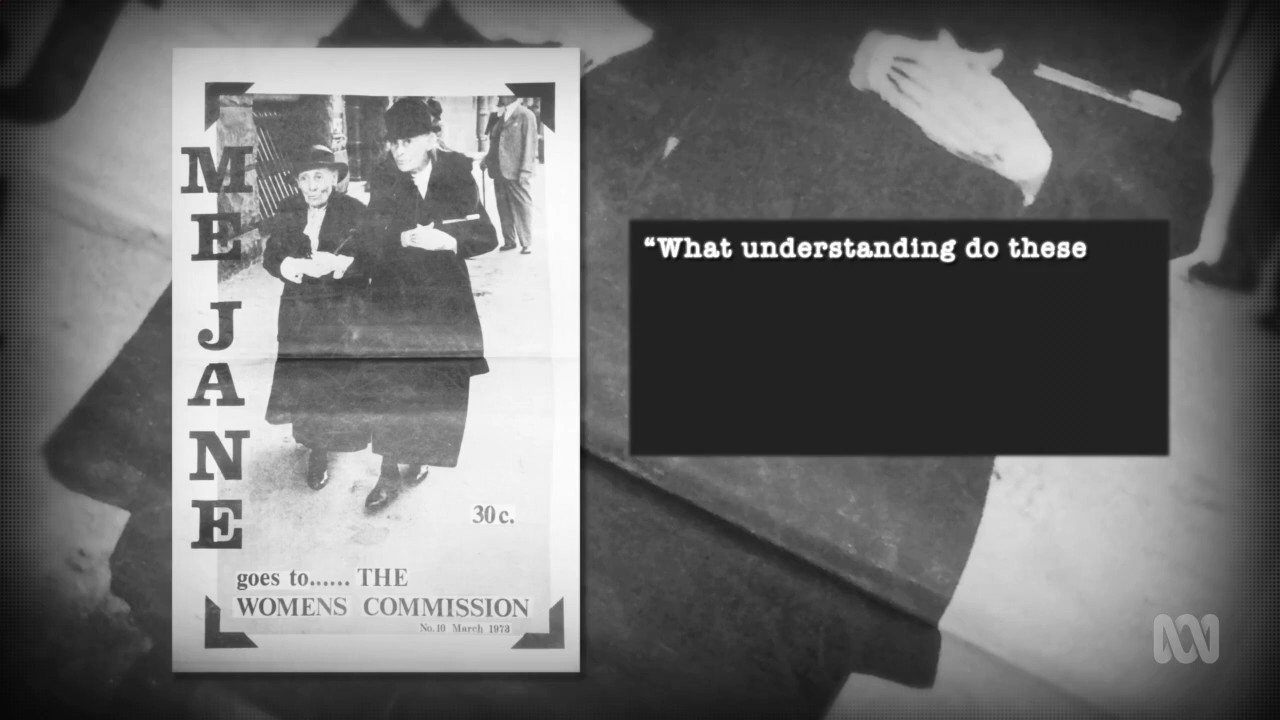 ME JANE
30c.
goes to...... THE
WOMENS COMMISSION
No. 10 March 1973
“What understanding do these